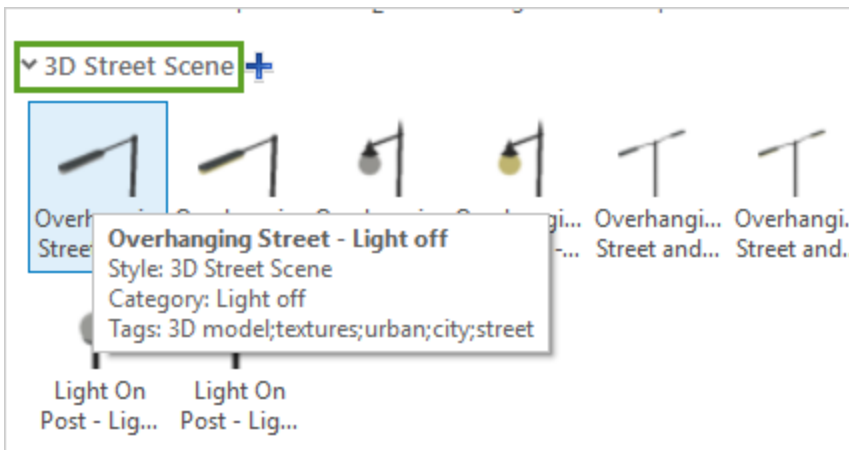 3D Street Scene
Overhangi... Overhangi...
Street and... Street and...
Overhanging Street - Light off
Style: 3D Street Scene
Category: Light off
Tags: 3D model;textures;urban;city;street
Light On Light On
Post - Lig... Post - Lig...